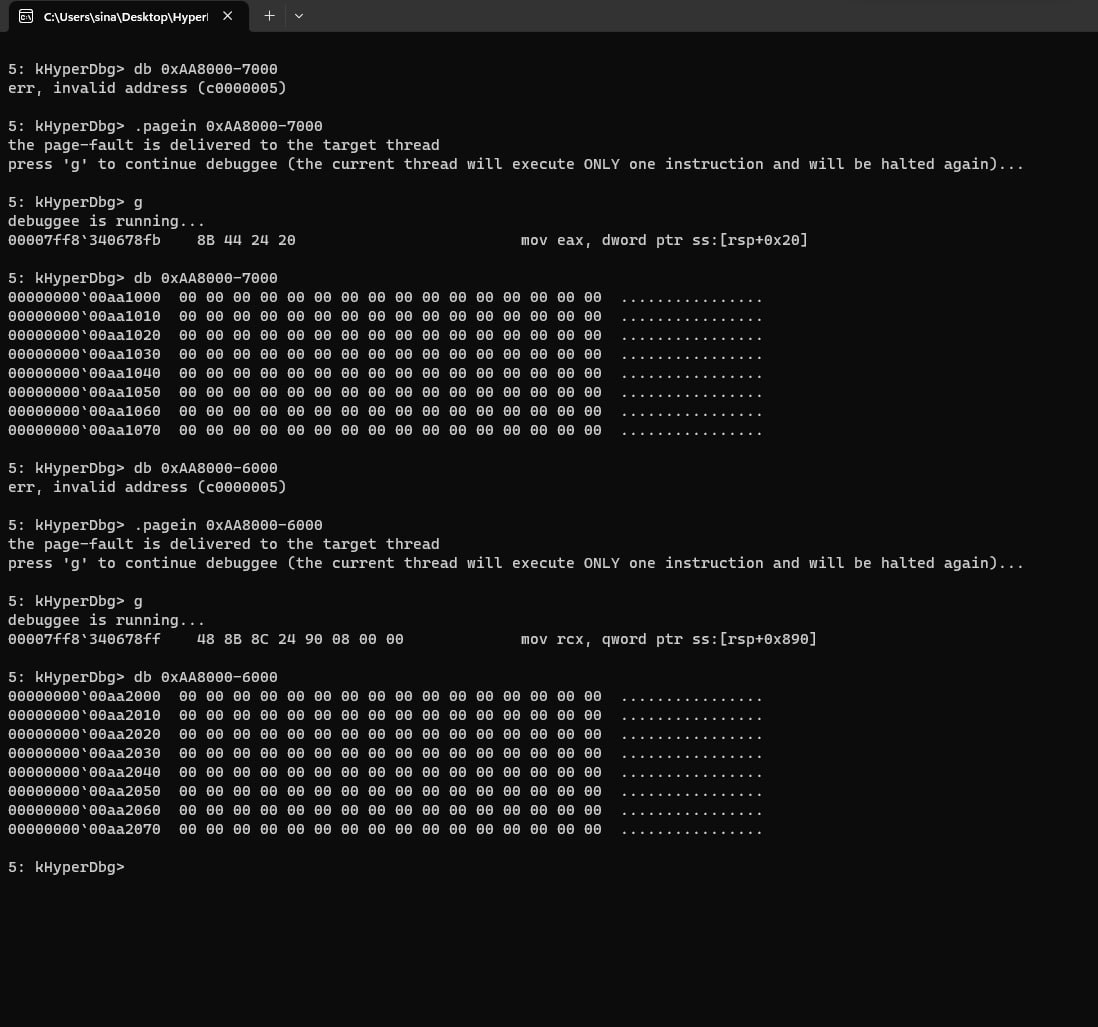 C:\Users\sina\Desktop\Hyper
5: kHyperDbg> db 0xAA8000-7000
err, invalid address (c0000005)
5: kHyperDbg> .pagein 0xAA8000-7000
the page-fault is delivered to the target thread
press 'g' to continue debuggee (the current thread will execute ONLY one instruction and will be halted again)...
5: kHyperDbg> g
debuggee is running...
00007ff8`340678fb    8B 44 24 20                         mov eax, dword ptr ss:[rsp+0x20]
5: kHyperDbg> db 0xAA8000-7000
00000000`00aa1000  00 00 00 00 00 00 00 00 00 00 00 00 00 00 00 00  ................
00000000`00aa1010  00 00 00 00 00 00 00 00 00 00 00 00 00 00 00 00  ................
00000000`00aa1020  00 00 00 00 00 00 00 00 00 00 00 00 00 00 00 00  ................
00000000`00aa1030  00 00 00 00 00 00 00 00 00 00 00 00 00 00 00 00  ................
00000000`00aa1040  00 00 00 00 00 00 00 00 00 00 00 00 00 00 00 00  ................
00000000`00aa1050  00 00 00 00 00 00 00 00 00 00 00 00 00 00 00 00  ................
00000000`00aa1060  00 00 00 00 00 00 00 00 00 00 00 00 00 00 00 00  ................
00000000`00aa1070  00 00 00 00 00 00 00 00 00 00 00 00 00 00 00 00  ................
5: kHyperDbg> db 0xAA8000-6000
err, invalid address (c0000005)
5: kHyperDbg> .pagein 0xAA8000-6000
the page-fault is delivered to the target thread
press 'g' to continue debuggee (the current thread will execute ONLY one instruction and will be halted again)...
5: kHyperDbg> g
debuggee is running...
00007ff8`340678ff    48 8B 8C 24 90 08 00 00             mov rcx, qword ptr ss:[rsp+0x890]
5: kHyperDbg> db 0xAA8000-6000
00000000`00aa2000  00 00 00 00 00 00 00 00 00 00 00 00 00 00 00 00  ................
00000000`00aa2010  00 00 00 00 00 00 00 00 00 00 00 00 00 00 00 00  ................
00000000`00aa2020  00 00 00 00 00 00 00 00 00 00 00 00 00 00 00 00  ................
00000000`00aa2030  00 00 00 00 00 00 00 00 00 00 00 00 00 00 00 00  ................
00000000`00aa2040  00 00 00 00 00 00 00 00 00 00 00 00 00 00 00 00  ................
00000000`00aa2050  00 00 00 00 00 00 00 00 00 00 00 00 00 00 00 00  ................
00000000`00aa2060  00 00 00 00 00 00 00 00 00 00 00 00 00 00 00 00  ................
00000000`00aa2070  00 00 00 00 00 00 00 00 00 00 00 00 00 00 00 00  ................
5: kHyperDbg>